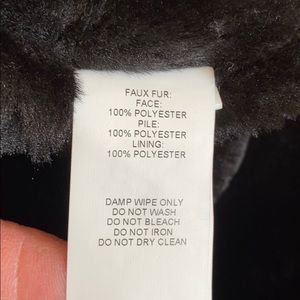 FAUX FUR:
FACE:
100% POLYESTER
PILE:
100% POLYESTER
LINING:
100% POLYESTER
DAMP WIPE ONLY
DO NOT WASH
DO NOT BLEACH
DO NOT IRON
DO NOT DRY CLEAN